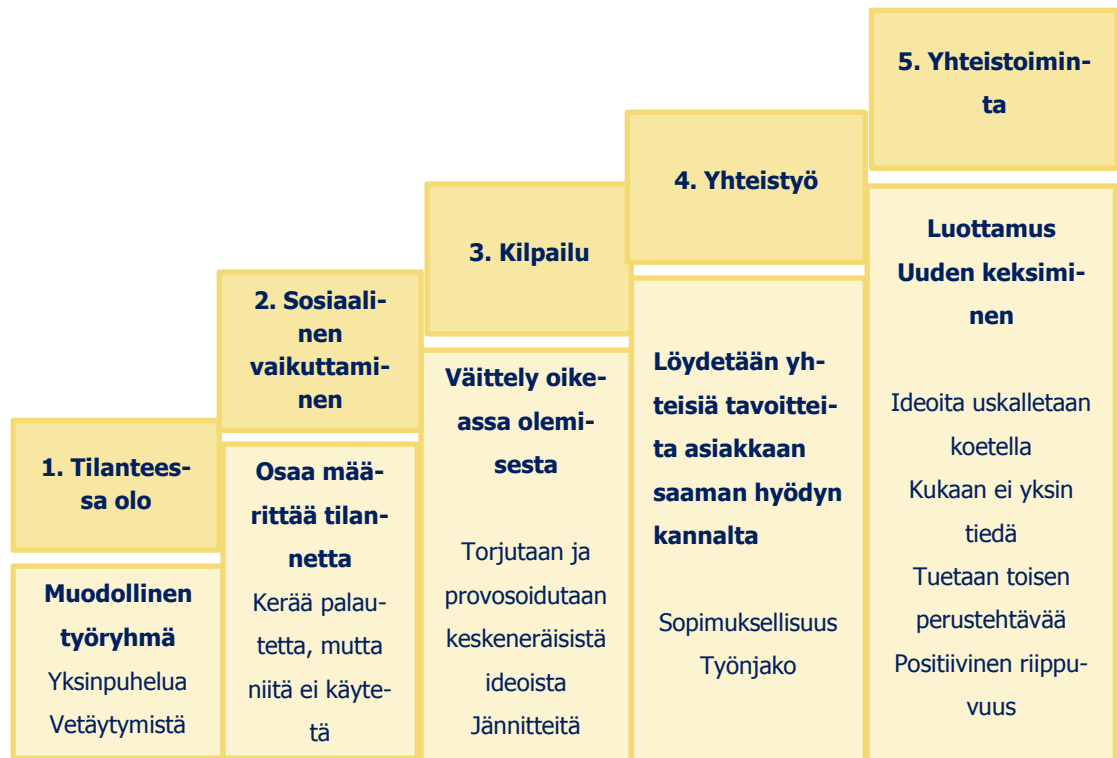 1. Tilantees-
sa olo
Muodollinen
työryhmä
Yksinpuhelua
Vetäytymistä
2. Sosiaali-
nen
vaikuttami-
nen
Osaa mää-
rittää tilan-
netta
Kerää palau-
tetta, mutta
niitä ei käyte-
tä
3. Kilpailu
Väittely oike-
assa olemi-
sesta
Torjutaan ja
provosoidutaan
keskeneräisistä
ideoista
Jännitteitä
4. Yhteistyö
Löydetään yh-
teisiä tavoittei-
ta asiakkaan
saaman hyödyn
kannalta
Sopimuksellisuus
Työnjako
5. Yhteistoimin-
ta
Luottamus
Uuden keksimi-
nen
Ideoita uskalletaan
koetella
Kukaan ei yksin
tiedä
Tuetaan toisen
perustehtävää
Positiivinen riippu-
vuus